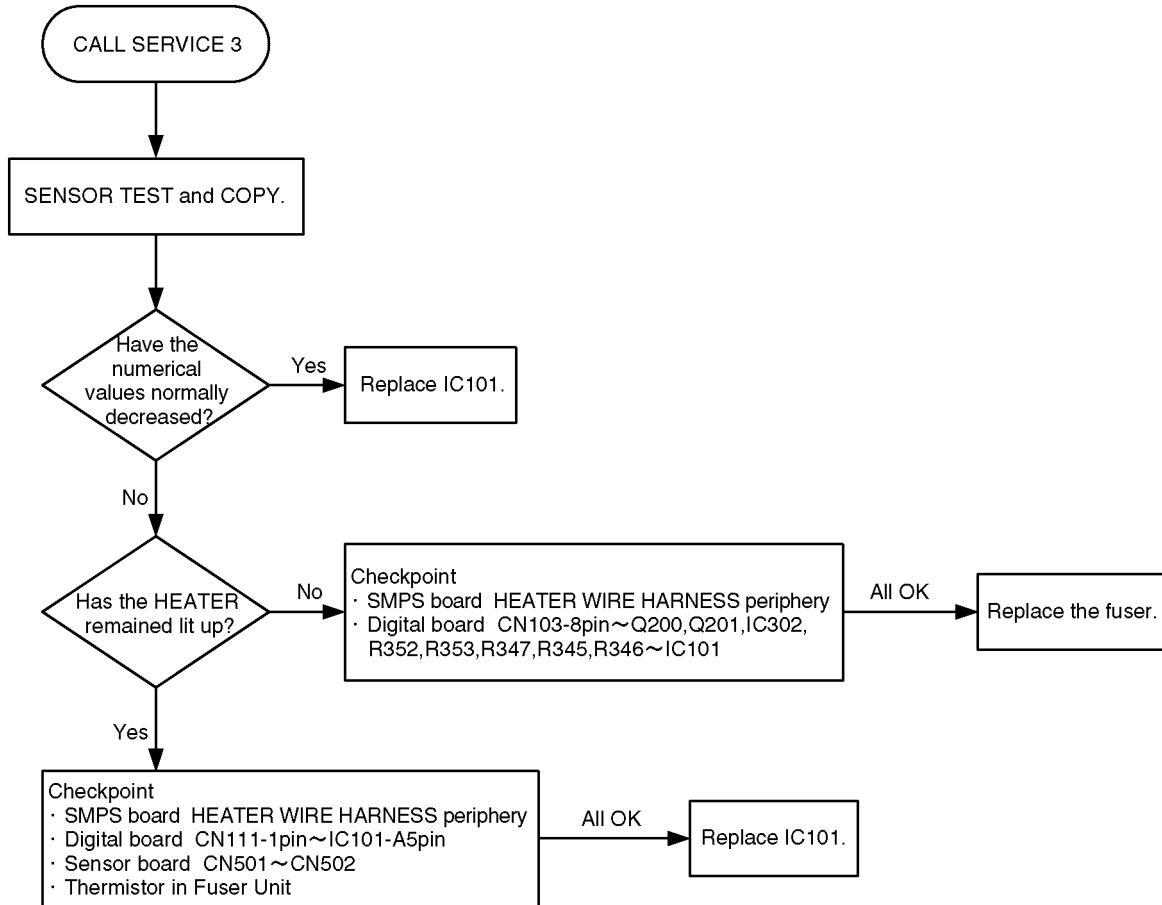 CALL SERVICE 3
SENSOR TEST and COPY.
Have the
numerical
values normally
decreased?
Yes
Replace IC101.
No
Has the HEATER
remained lit up?
No
Checkpoint
· SMPS board  HEATER WIRE HARNESS periphery
· Digital board  CN103-8pin～Q200,Q201,IC302,
R352,R353,R347,R345,R346～IC101
All OK
Replace the fuser.
Yes
Checkpoint
· SMPS board  HEATER WIRE HARNESS periphery
· Digital board  CN111-1pin～IC101-A5pin
· Sensor board  CN501～CN502
· Thermistor in Fuser Unit
All OK
Replace IC101.